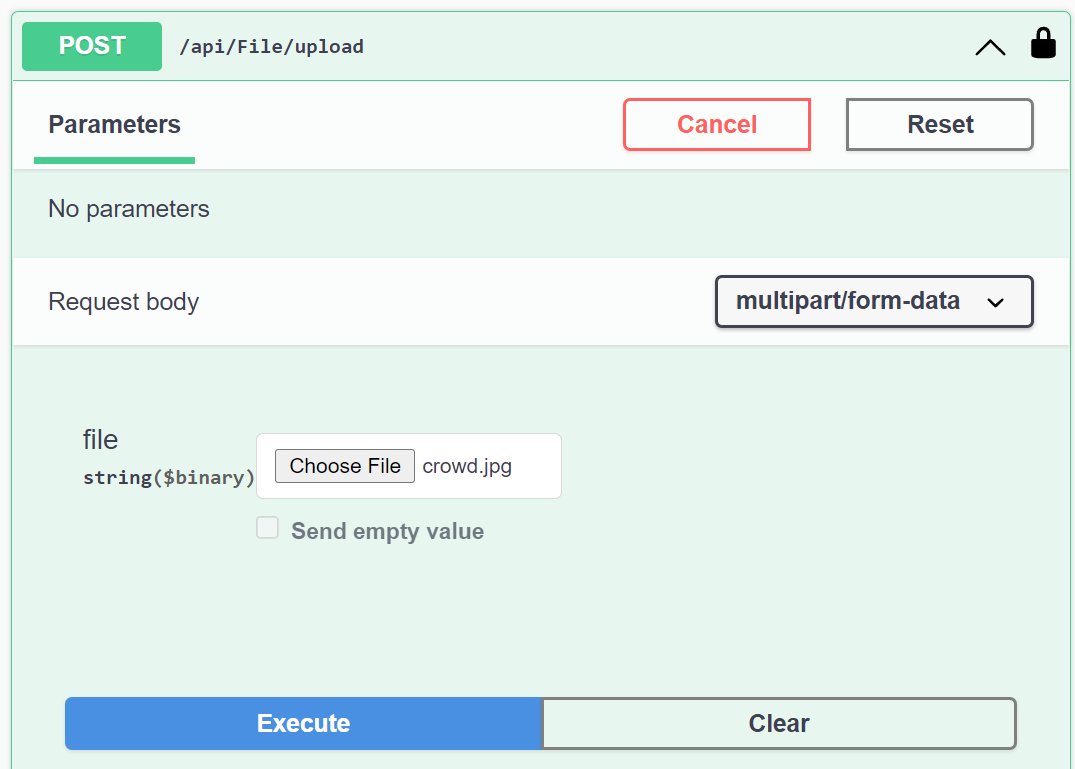 POST /api/File/upload
Parameters Cancel Reset
No parameters
Request body multipart/form-data
file
string($binary) Choose File crowd.jpg
Send empty value
Execute Clear